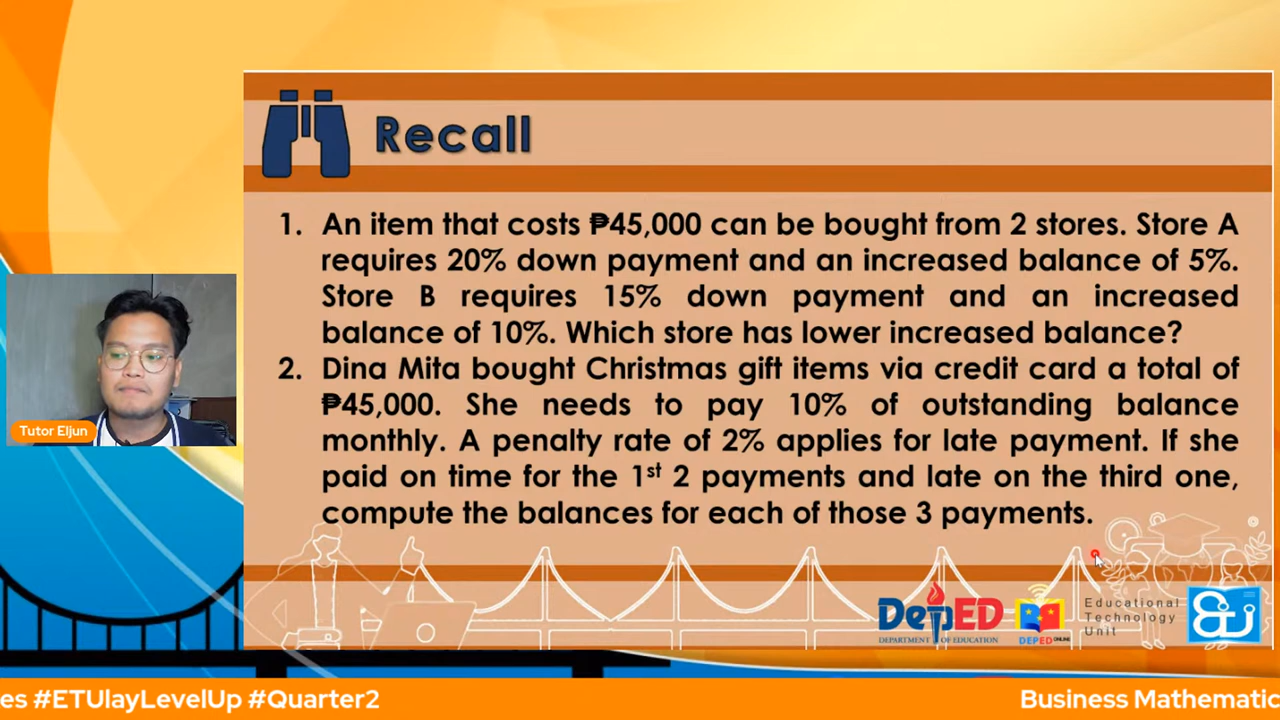 Recall
1. An item that costs ₱45,000 can be bought from 2 stores. Store A
requires 20% down payment and an increased balance of 5%.
Store B requires 15% down payment and an increased
balance of 10%. Which store has lower increased balance?
2. Dina Mita bought Christmas gift items via credit card a total of
₱45,000. She needs to pay 10% of outstanding balance
monthly. A penalty rate of 2% applies for late payment. If she
paid on time for the 1st 2 payments and late on the third one,
compute the balances for each of those 3 payments.
Tutor Eljun
DepED
DEPARTMENT OF EDUCATION
DEPED ONLINE
Educational
Technology
Unit
es #ETUlayLevelUp #Quarter2
Business Mathematic